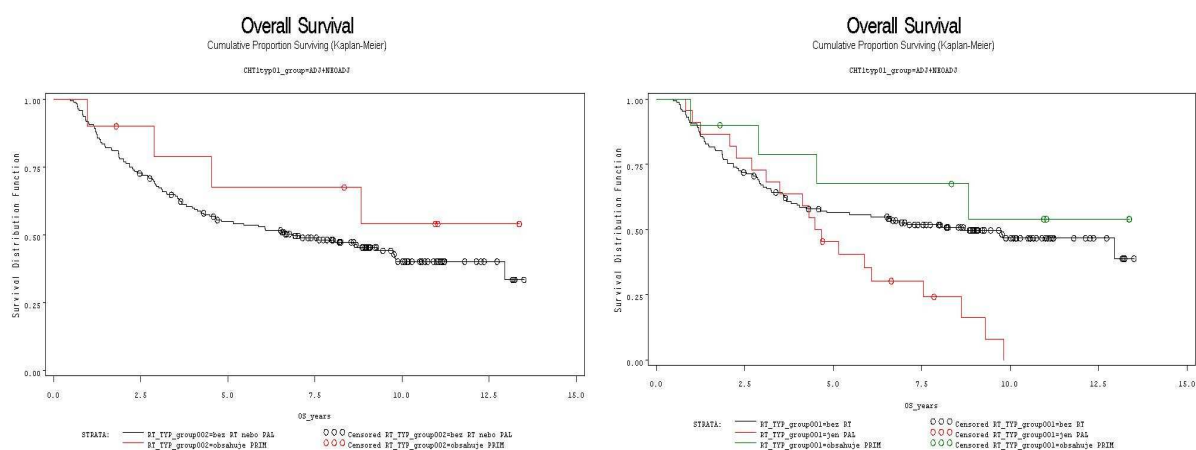 Overall Survival
Cumulative Proportion Surviving (Kaplan-Meier)
CHT1typ01_group=ADJ+NEOADJ
1.00
0.75
0.50
0.25
0.00
Survival Distribution Function
0.0 2.5 5.0 7.5 10.0 12.5 15.0
OS_years
STRATA: RT_TYP_group002=bez RT nebo PAL Censored RT_TYP_group002=bez RT nebo PAL
RT_TYP_group002=obsahuje PRIM Censored RT_TYP_group002=obsahuje PRIM
Overall Survival
Cumulative Proportion Surviving (Kaplan-Meier)
CHT1typ01_group=ADJ+NEOADJ
1.00
0.75
0.50
0.25
0.00
Survival Distribution Function
0.0 2.5 5.0 7.5 10.0 12.5 15.0
OS_years
STRATA: RT_TYP_group001=bez RT Censored RT_TYP_group001=bez RT
RT_TYP_group001=jen PAL Censored RT_TYP_group001=jen PAL
RT_TYP_group001=obsahuje PRIM Censored RT_TYP_group001=obsahuje PRIM